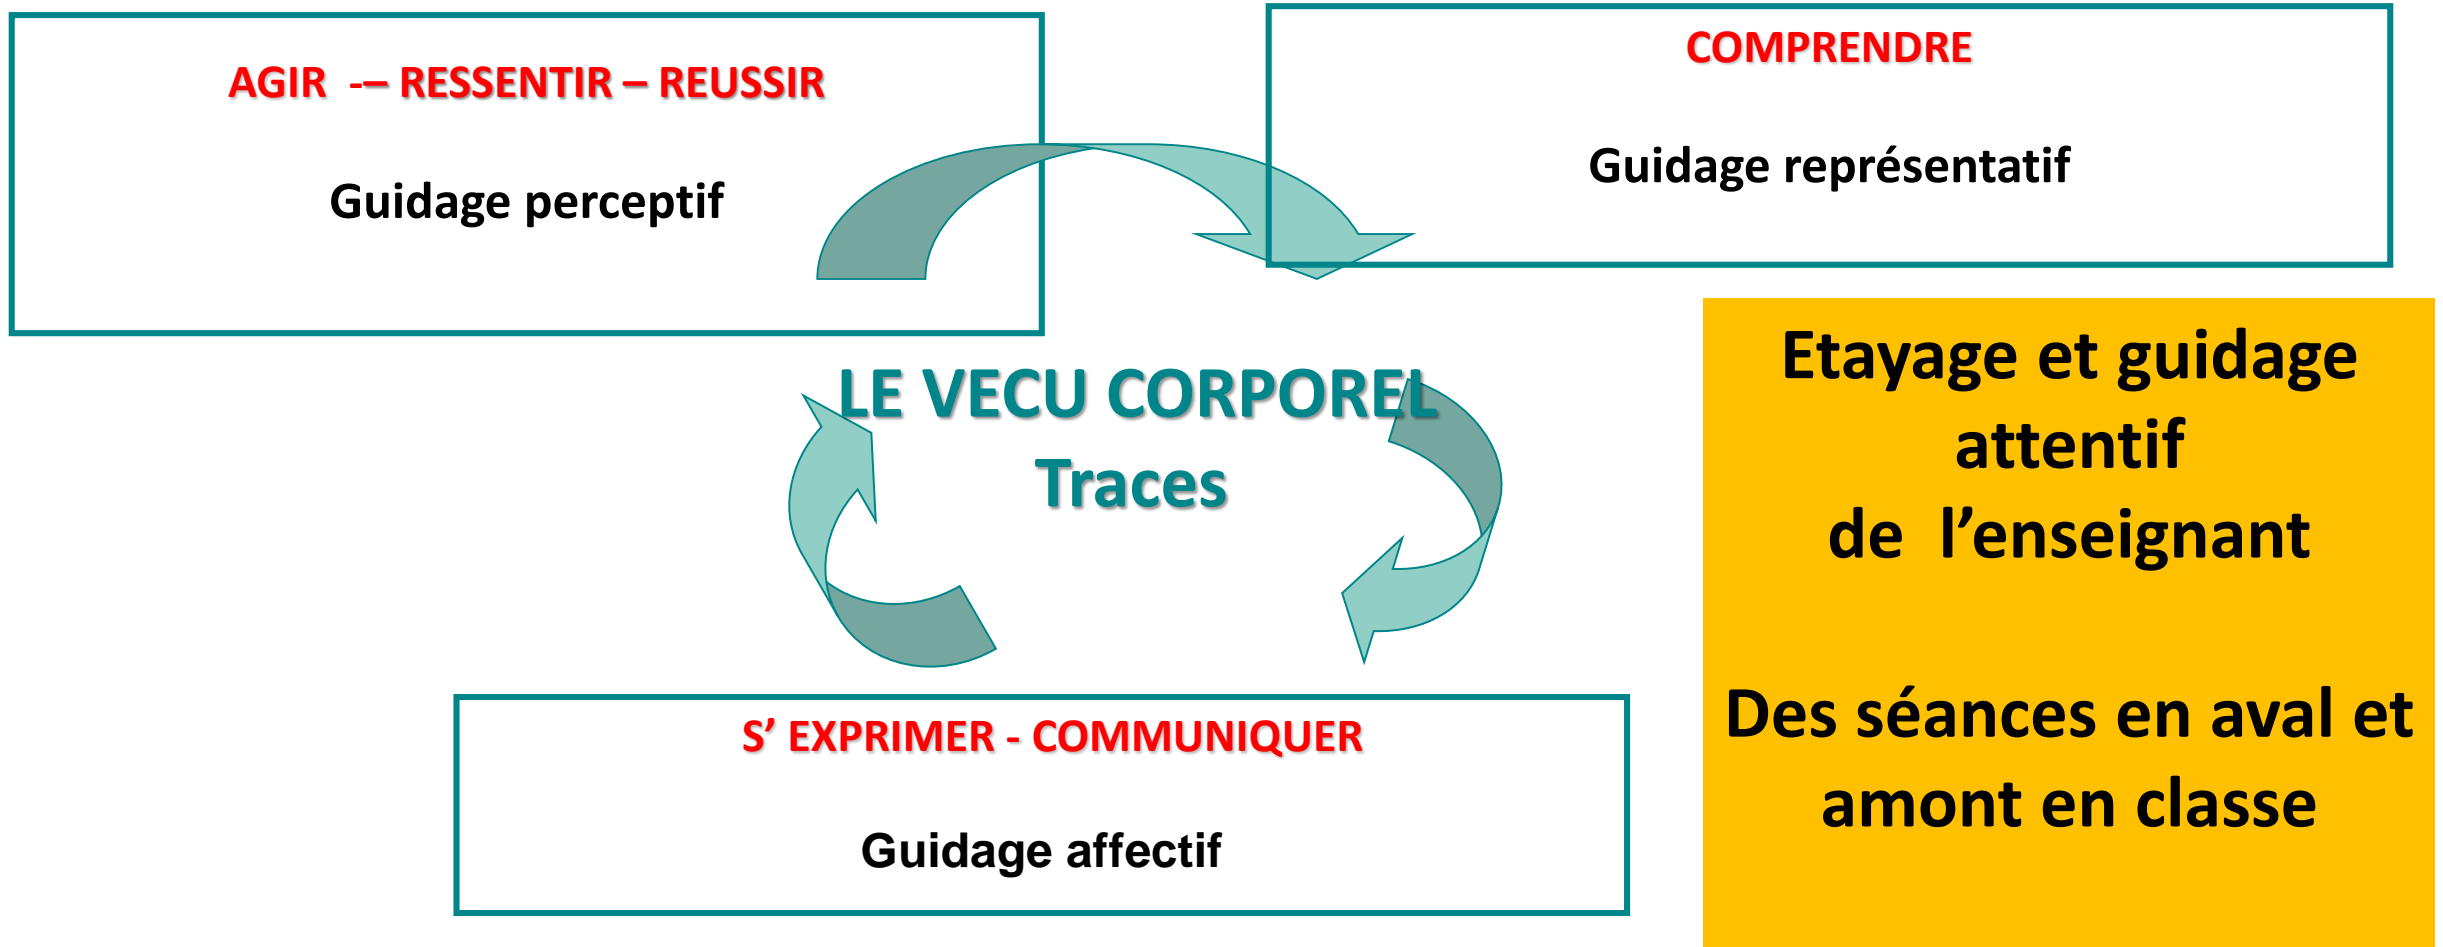 AGIR -– RESSENTIR – REUSSIR
Guidage perceptif
COMPRENDRE
Guidage représentatif
LE VECU CORPOREL
Traces
Etayage et guidage
attentif
de l’enseignant
Des séances en aval et
amont en classe
S’ EXPRIMER - COMMUNIQUER
Guidage affectif